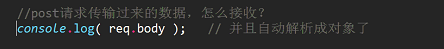 //post请求传输过来的数据，怎么接收？
console.log( req.body );   // 并且自动解析成对象了